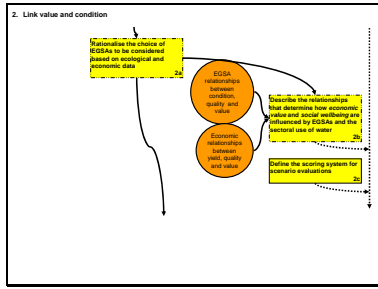 2. Link value and condition
Rationalise the choice of
EGSAs to be considered
based on ecological and
economic data
2a
EGSA
relationships
between
condition,
quality and
value
Describe the relationships
that determine how economic
value and social wellbeing are
influenced by EGSAs and the
sectoral use of water
2b
Economic
relationships
between
yield, quality
and value
Define the scoring system for
scenario evaluations
2c